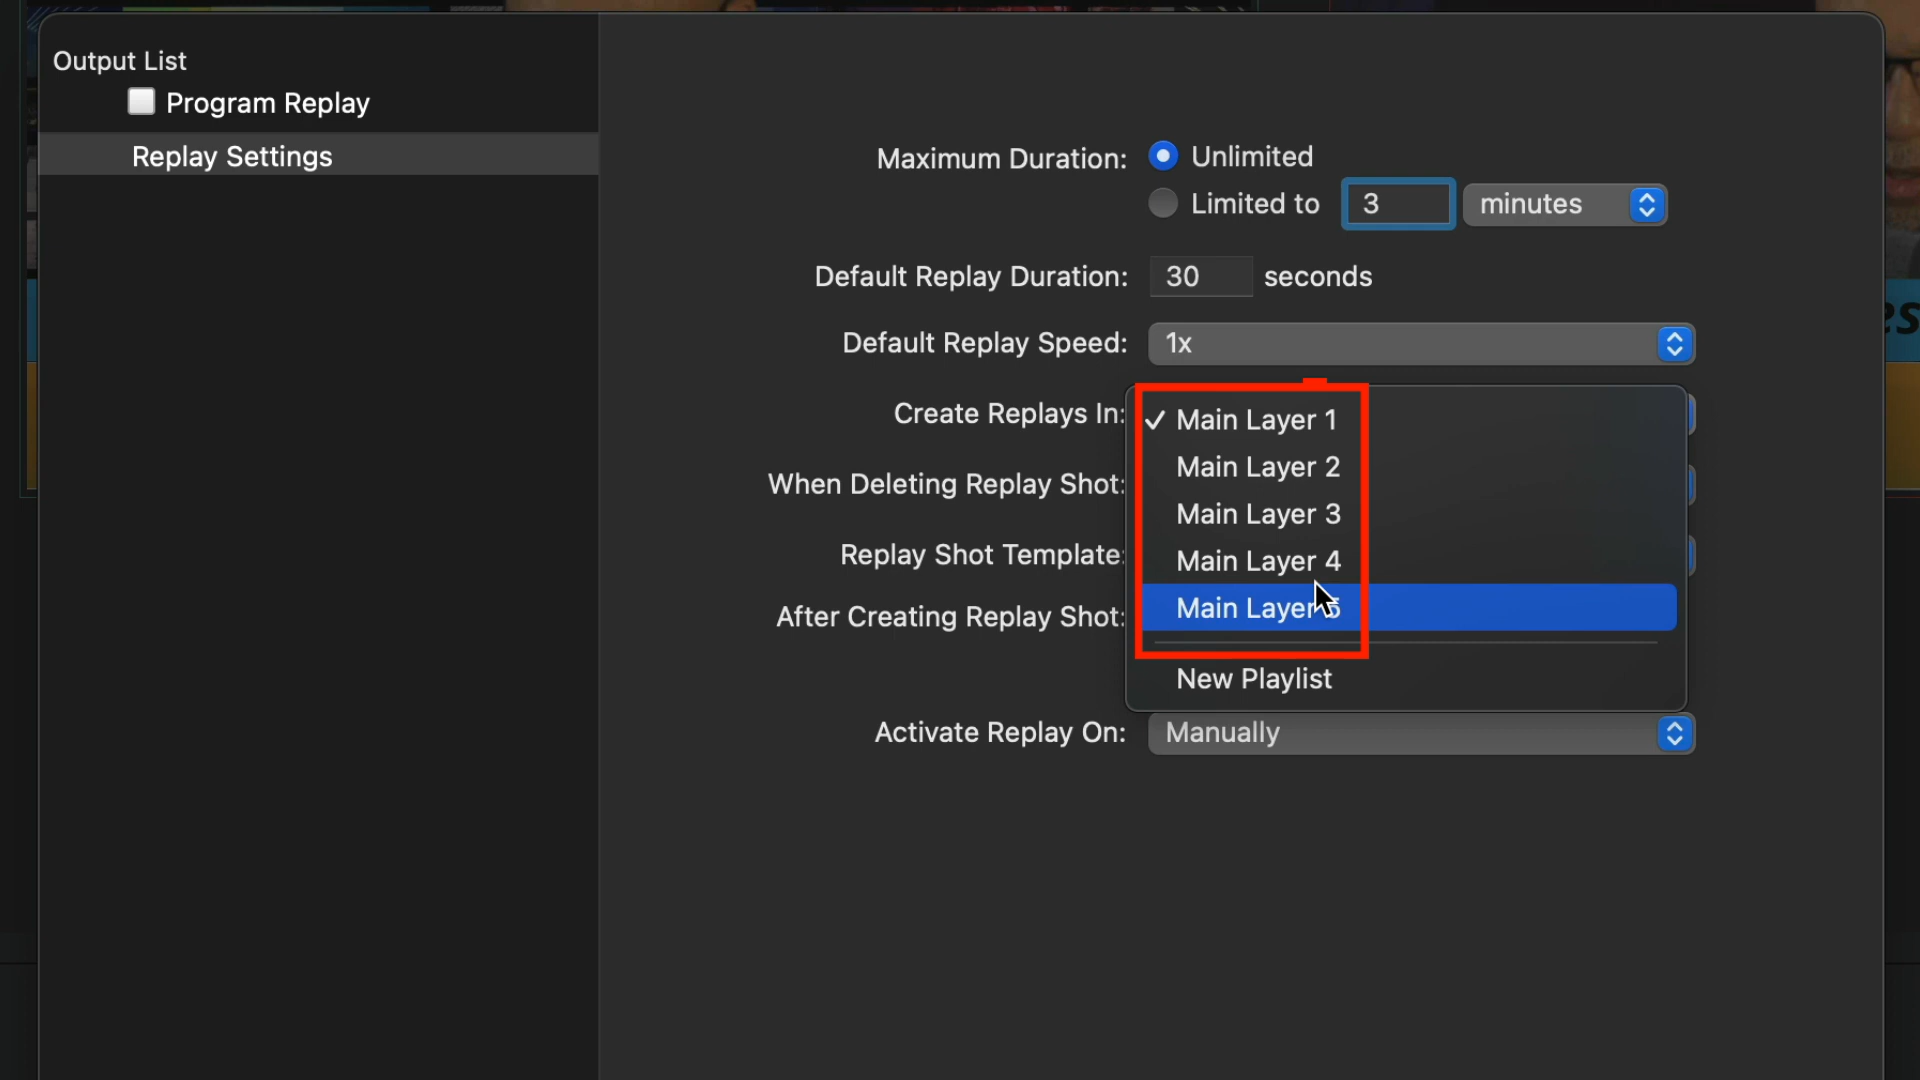 Output List
Program Replay
Replay Settings
Maximum Duration:
Unlimited
Limited to 3 minutes
Default Replay Duration: 30 seconds
Default Replay Speed: 1x
Create Replays In:
✓ Main Layer 1
Main Layer 2
When Deleting Replay Shot:
Main Layer 3
Replay Shot Template:
Main Layer 4
After Creating Replay Shot:
Main Layer 5
New Playlist
Activate Replay On: Manually
es